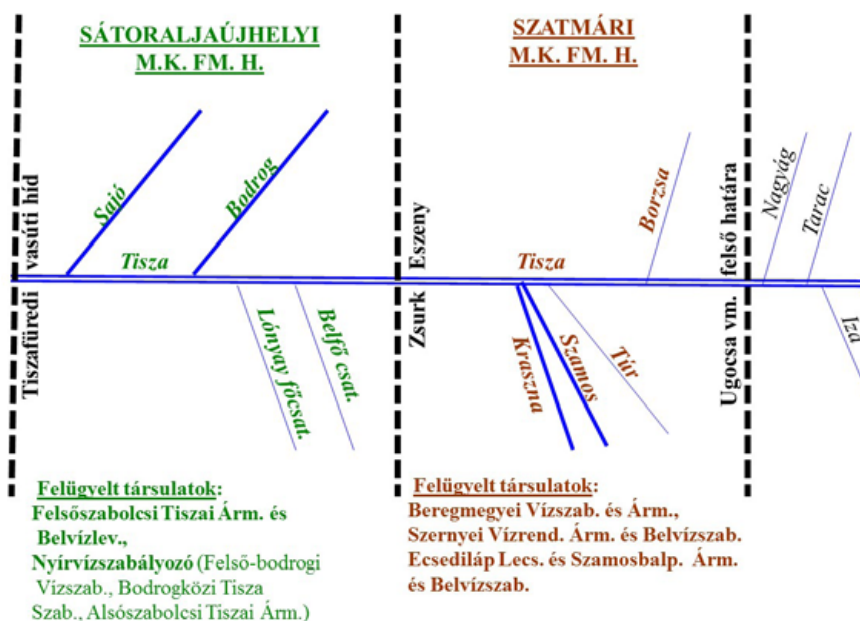 SÁTORALJAÚJHELYI
M.K. FM. H.
SZATMÁRI
M.K. FM. H.
Tiszafüredi vasúti híd
Sajó
Bodrog
Tisza
Lónyay főcsat.
Belfő csat.
Zsurk Eszeny
Tisza
Borzsa
Kraszna
Szamos
Túr
Ugocsa vm. felső határa
Nagyág
Tarac
Iza
Felügyelt társulatok:
Felsőszabolcsi Tiszai Árm. és
Belvízlev.,
Nyírvízszabályozó (Felső-bodrogi
Vízszab., Bodrogközi Tisza
Szab., Alsószabolcsi Tiszai Árm.)
Felügyelt társulatok:
Beregmegyei Vízszab. és Árm.,
Szernyei Vízrend. Árm. és Belvízszab.
Ecsediláp Lecs. és Szamosbalp. Árm.
és Belvízszab.